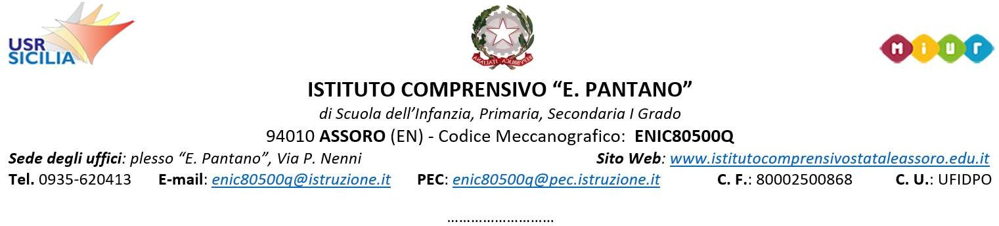 USR
SICILIA
REPVBBLICA ITALIANA
MiUr
ISTITUTO COMPRENSIVO “E. PANTANO”
di Scuola dell’Infanzia, Primaria, Secondaria I Grado
94010 ASSORO (EN) - Codice Meccanografico: ENIC80500Q
Sede degli uffici: plesso “E. Pantano”, Via P. Nenni Sito Web: www.istitutocomprensivostataleassoro.edu.it
Tel. 0935-620413 E-mail: enic80500q@istruzione.it PEC: enic80500q@pec.istruzione.it C. F.: 80002500868 C. U.: UFIDPO
………………………